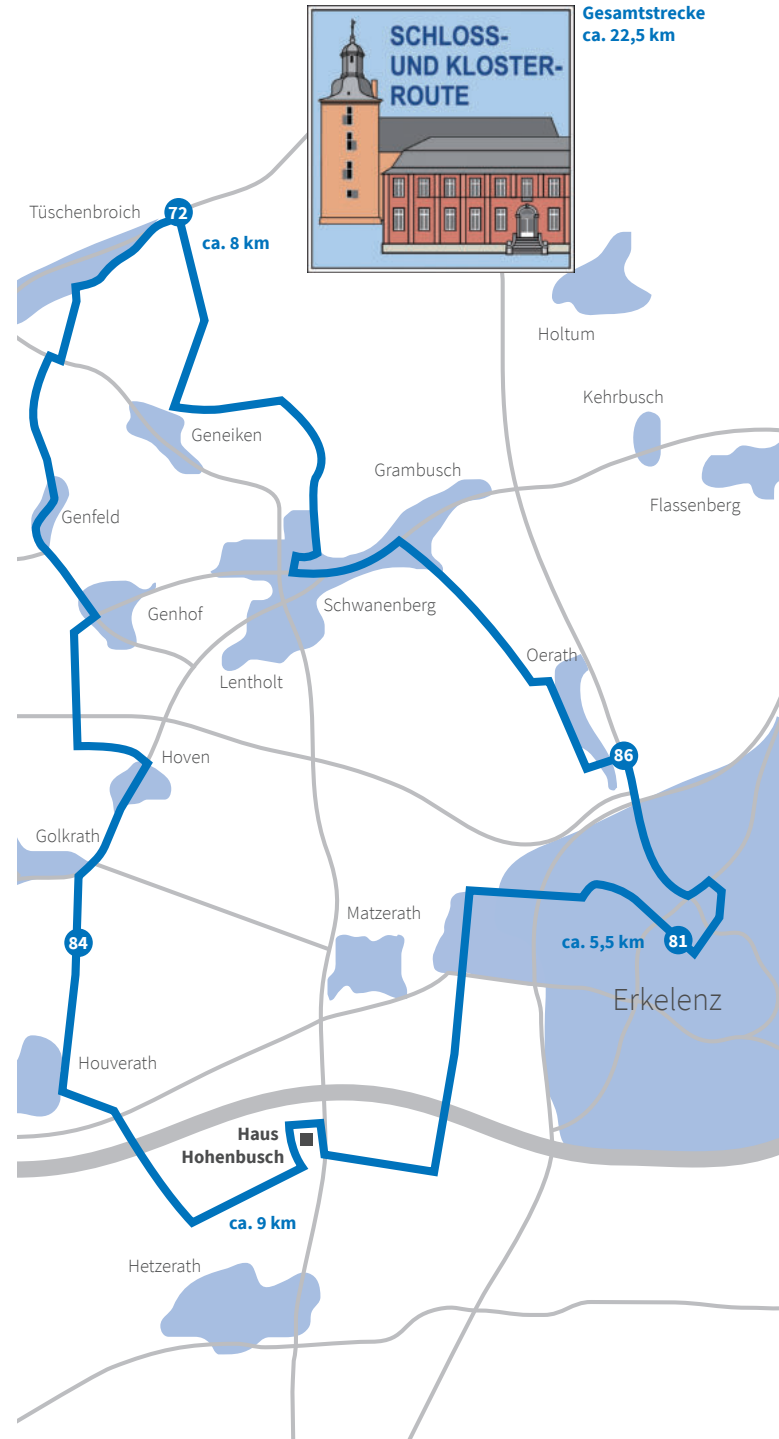 Gesamtstrecke
ca. 22,5 km
SCHLOSS-
UND KLOSTER-
ROUTE
Tüschenbroich
72
ca. 8 km
Holtum
Kehrbusch
Geneiken
Grambusch
Flassenberg
Genfeld
Genhof
Schwanenberg
Oerath
Lentholt
86
Hoven
Golkrath
Matzerath
84
ca. 5,5 km
81
Erkelenz
Houverath
Haus
Hohenbusch
ca. 9 km
Hetzerath